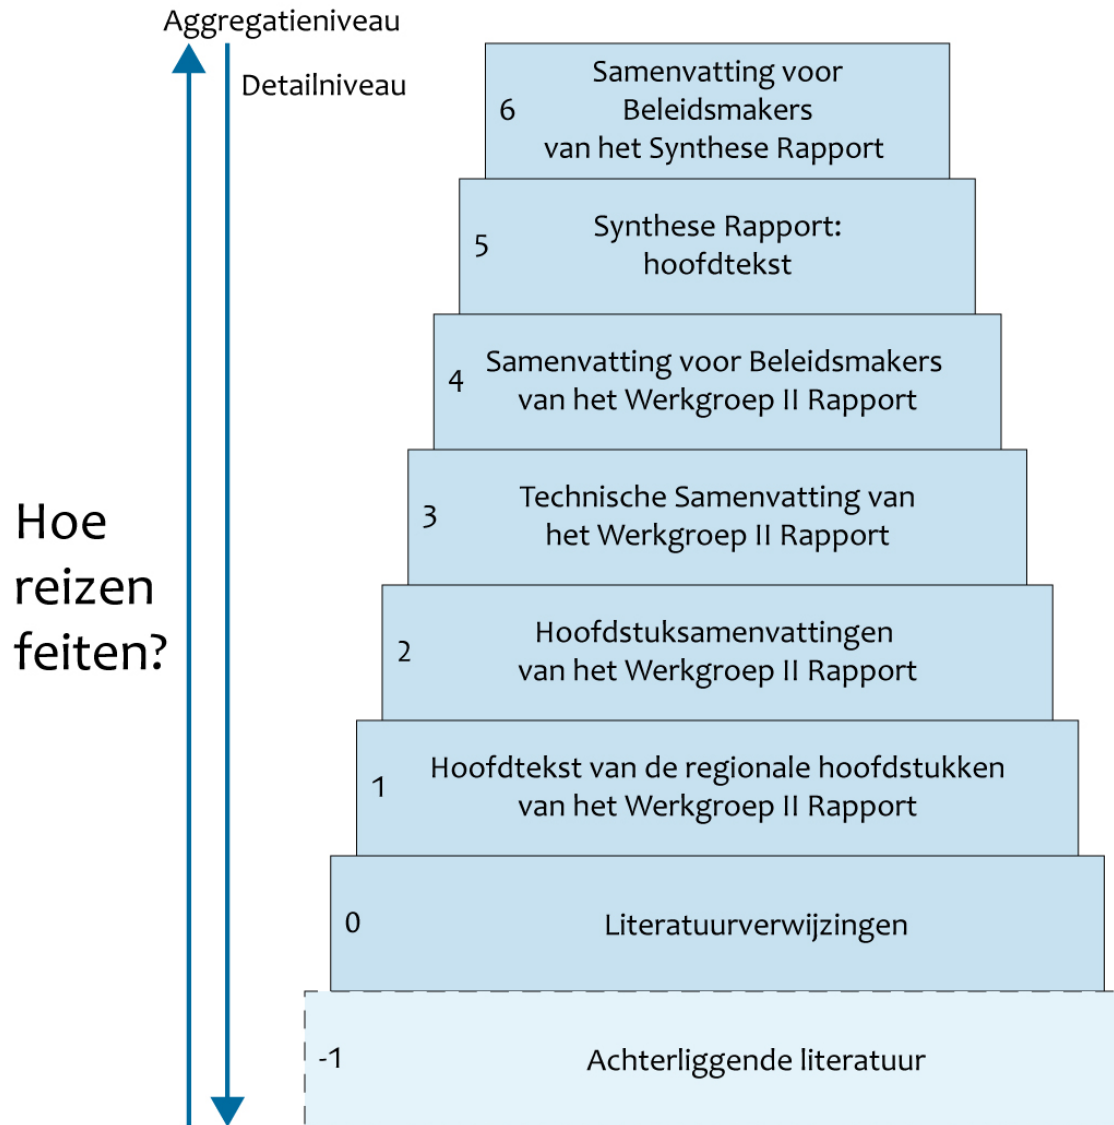 Aggregatieniveau
Detailniveau
Hoe
reizen
feiten?
6
Samenvatting voor
Beleidsmakers
van het Synthese Rapport
5
Synthese Rapport:
hoofdtekst
4
Samenvatting voor Beleidsmakers
van het Werkgroep II Rapport
3
Technische Samenvatting van
het Werkgroep II Rapport
2
Hoofdstuksamenvattingen
van het Werkgroep II Rapport
1
Hoofdtekst van de regionale hoofdstukken
van het Werkgroep II Rapport
0
Literatuurverwijzingen
-1
Achterliggende literatuur